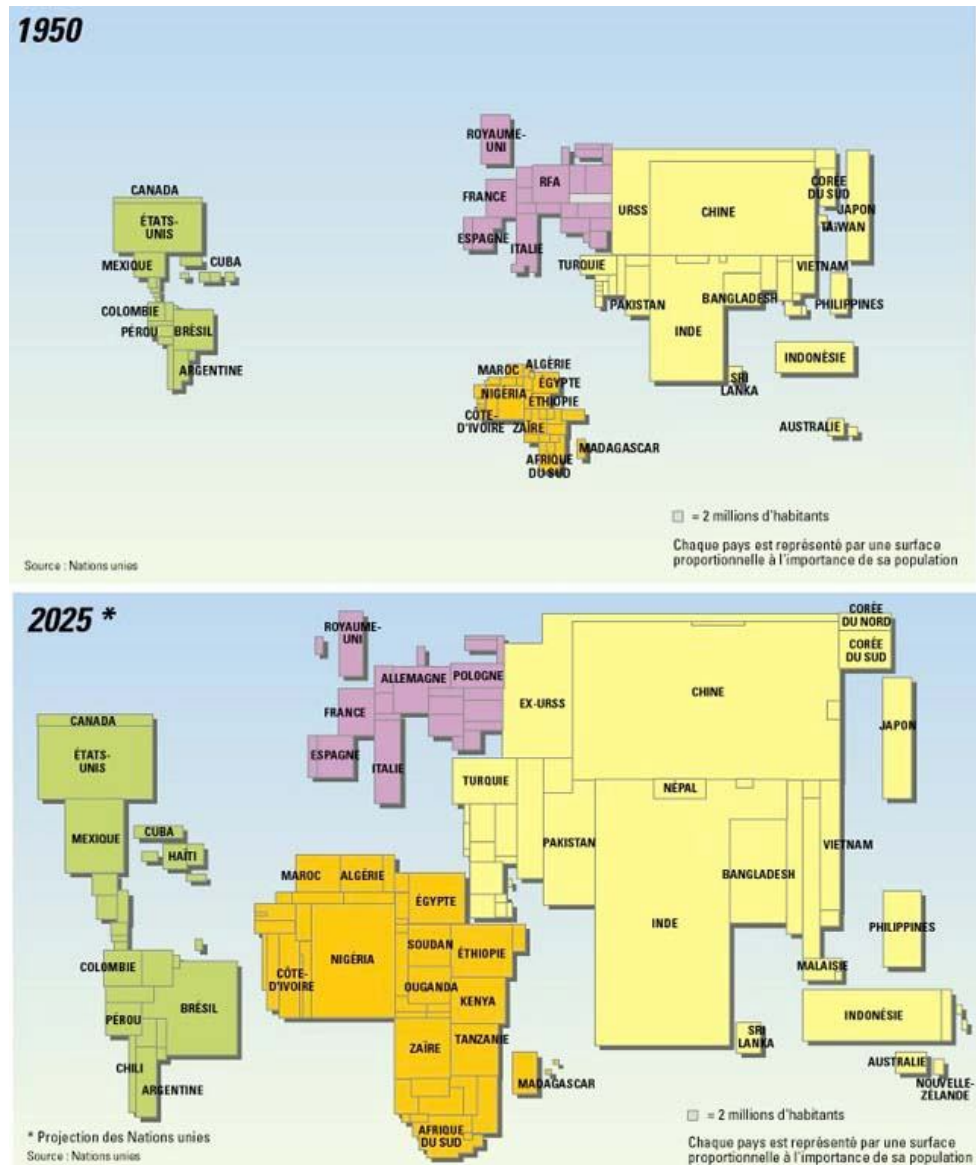 1950
ROYAUME-
UNI
RFA
FRANCE
ESPAGNE
ITALIE
URSS
CHINE
CORÉE
DU SUD
JAPON
TAÏWAN
CANADA
ÉTATS-
UNIS
MEXIQUE
CUBA
COLOMBIE
PÉROU
BRÉSIL
ARGENTINE
TURQUIE
PAKISTAN
BANGLADESH
VIETNAM
PHILIPPINES
INDE
INDONÉSIE
SRI
LANKA
AUSTRALIE
MAROC
ALGÉRIE
NIGÉRIA
ÉGYPTE
ÉTHIOPIE
CÔTE-
D'IVOIRE
ZAÏRE
MADAGASCAR
AFRIQUE
DU SUD
= 2 millions d'habitants
Chaque pays est représenté par une surface
proportionnelle à l'importance de sa population
Source : Nations unies
2025 *
ROYAUME-
UNI
ALLEMAGNE
POLOGNE
FRANCE
ESPAGNE
ITALIE
EX-URSS
CHINE
CORÉE
DU NORD
CORÉE
DU SUD
JAPON
CANADA
ÉTATS-
UNIS
MEXIQUE
CUBA
HAÏTI
COLOMBIE
PÉROU
BRÉSIL
CHILI
ARGENTINE
TURQUIE
PAKISTAN
NÉPAL
BANGLADESH
VIETNAM
INDE
PHILIPPINES
MALAISIE
INDONÉSIE
SRI
LANKA
AUSTRALIE
NOUVELLE-
ZÉLANDE
MAROC
ALGÉRIE
ÉGYPTE
NIGÉRIA
SOUDAN
ÉTHIOPIE
CÔTE-
D'IVOIRE
OUGANDA
KENYA
ZAÏRE
TANZANIE
MADAGASCAR
AFRIQUE
DU SUD
= 2 millions d'habitants
Chaque pays est représenté par une surface
proportionnelle à l'importance de sa population
* Projection des Nations unies
Source : Nations unies